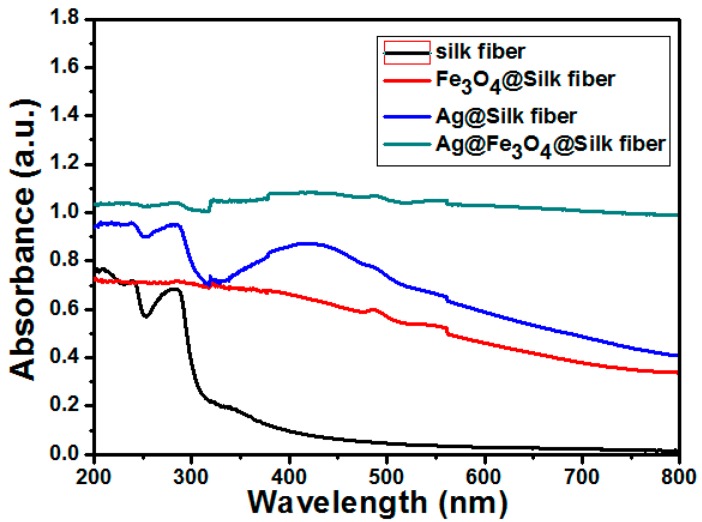 1.8
1.6
1.4
1.2
1.0
0.8
0.6
0.4
0.2
0.0
Absorbance (a.u.)
silk fiber
Fe₃O₄@Silk fiber
Ag@Silk fiber
Ag@Fe₃O₄@Silk fiber
200 300 400 500 600 700 800
Wavelength (nm)